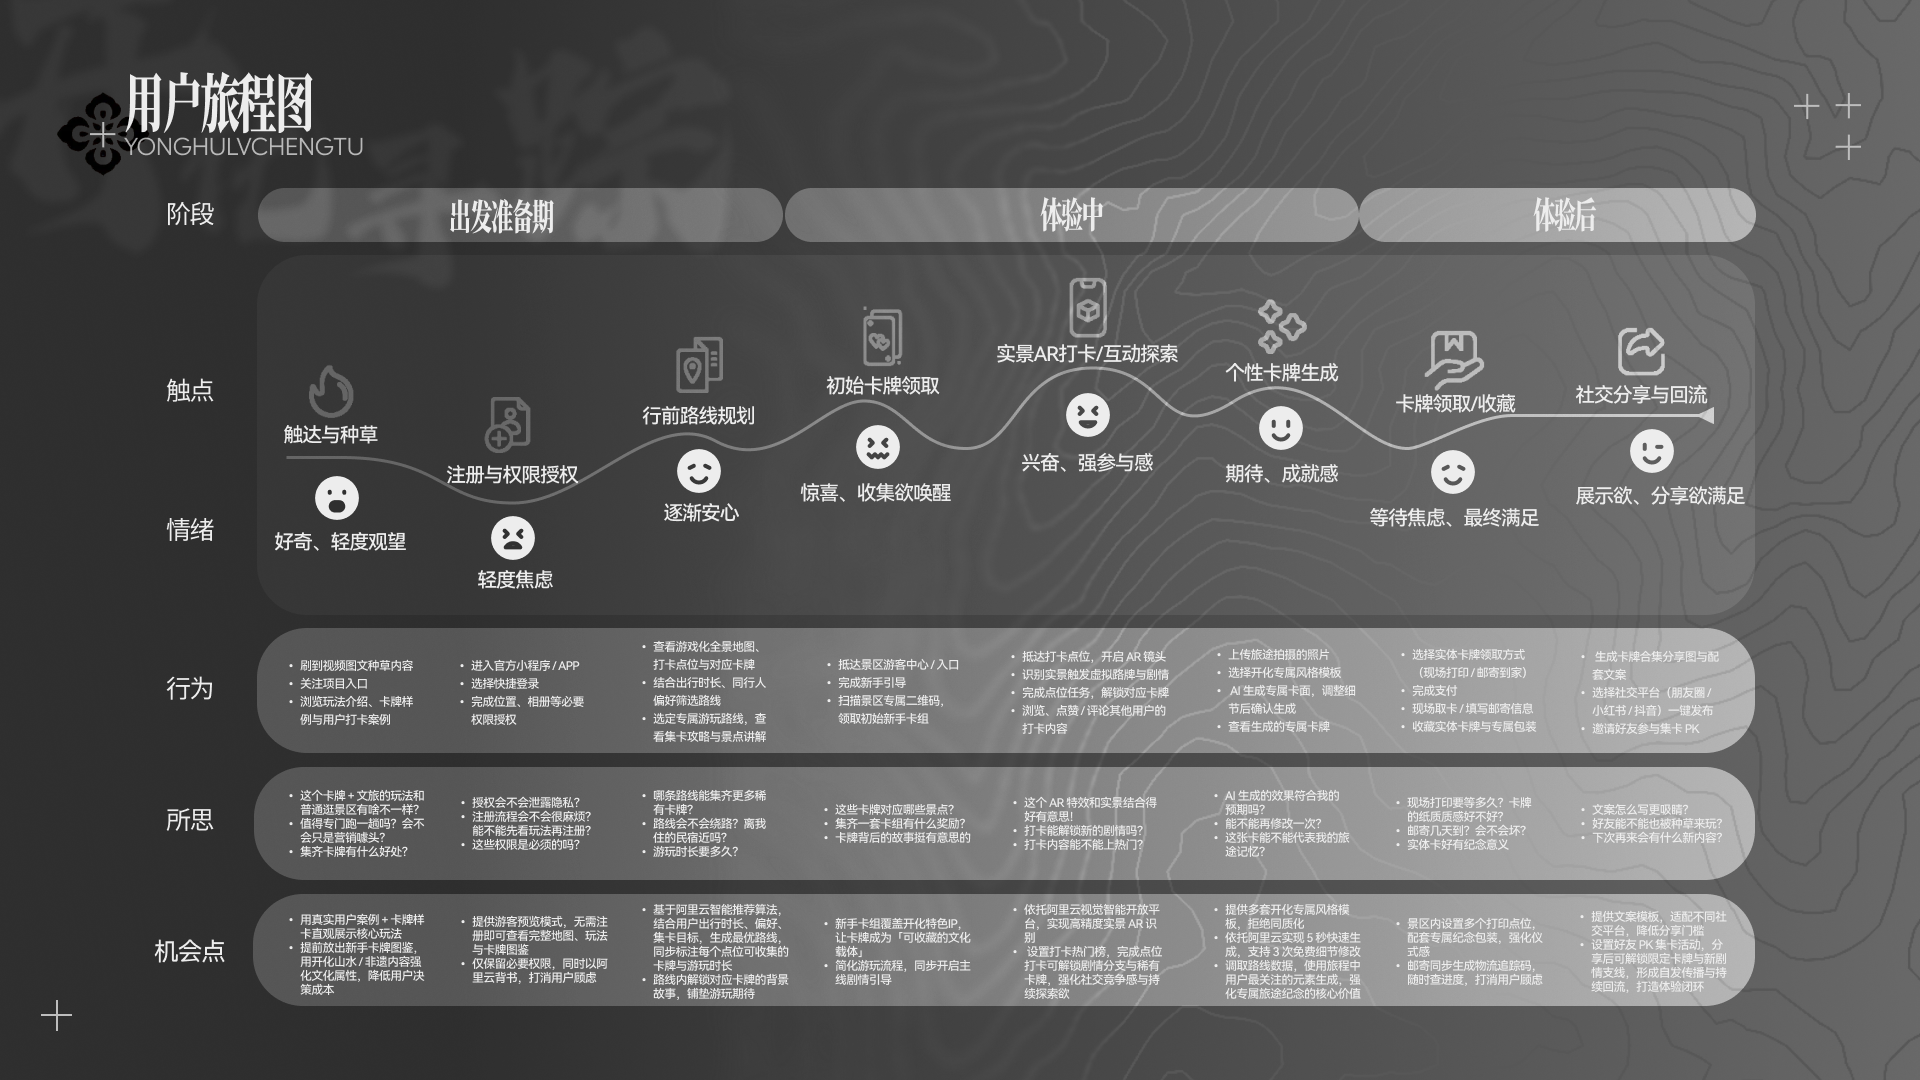 用户旅程图
YONGHULVCHENGTU
阶段
出发准备期
体验中
体验后
触点
触达与种草
注册与权限授权
行前路线规划
初始卡牌领取
实景AR打卡/互动探索
个性卡牌生成
卡牌领取/收藏
社交分享与回流
情绪
好奇、轻度观望
轻度焦虑
逐渐安心
惊喜、收集欲唤醒
兴奋、强参与感
期待、成就感
等待焦虑、最终满足
展示欲、分享欲满足
行为
• 刷到视频图文种草内容
• 关注项目入口
• 浏览玩法介绍、卡牌样
例与用户打卡案例
• 进入官方小程序 / APP
• 选择快捷登录
• 完成位置、相册等必要
权限授权
• 查看游戏化全景地图、
打卡点位与对应卡牌
• 结合出行时长、同行人
偏好筛选路线
• 选定专属游玩路线，查
看集卡攻略与景点讲解
• 抵达景区游客中心 / 入口
• 完成新手引导
• 扫描景区专属二维码，
领取初始新手卡组
• 抵达打卡点位，开启 AR 镜头
• 识别实景触发虚拟路牌与剧情
• 完成点位任务，解锁对应卡牌
• 浏览、点赞 / 评论其他用户的
打卡内容
• 上传旅途拍摄的照片
• 选择开化专属风格模板
• AI 生成专属卡面，调整细
节后确认生成
• 查看生成的专属卡牌
• 选择实体卡牌领取方式
（现场打印 / 邮寄到家）
• 完成支付
• 现场取卡 / 填写邮寄信息
• 收藏实体卡牌与专属包装
• 生成卡牌合集分享图与配
套文案
• 选择社交平台（朋友圈 /
小红书 / 抖音）一键发布
• 邀请好友参与集卡 PK
所思
• 这个卡牌 + 文旅的玩法和
普通逛景区有啥不一样？
• 值得专门跑一趟吗？会不
会只是营销噱头？
• 集齐卡牌有什么好处？
• 授权会不会泄露隐私？
• 注册流程会不会很麻烦？
能不能先看玩法再注册？
• 这些权限是必须的吗？
• 哪条路线能集齐更多稀
有卡牌？
• 路线会不会绕路？离我
住的民宿近吗？
• 游玩时长要多久？
• 这些卡牌对应哪些景点？
• 集齐一套卡组有什么奖励？
• 卡牌背后的故事挺有意思的
• 这个 AR 特效和实景结合得
好有意思！
• 打卡能解锁新的剧情吗？
• 打卡内容能不能上热门？
• AI 生成的效果符合我的
预期吗？
• 能不能再修改一次？
• 这张卡能不能代表我的旅
途记忆？
• 现场打印要等多久？卡牌
的纸质质感好不好？
• 邮寄几天到？会不会坏？
• 实体卡好有纪念意义
• 文案怎么写更吸睛？
• 好友能不能也被种草来玩？
• 下次再来会有什么新内容？
机会点
• 用真实用户案例 + 卡牌样
卡直观展示核心玩法
• 提前放出新手卡牌图鉴，
用开化山水 / 非遗内容强
化文化属性，降低用户决
策成本
• 提供游客预览模式，无需注
册即可查看完整地图、玩法
与卡牌图鉴
• 仅保留必要权限，同时以阿
里云背书，打消用户顾虑
• 基于阿里云智能推荐算法，
结合用户出行时长、偏好、
集卡目标，生成最优路线，
同步标注每个点位可收集的
卡牌与游玩时长
• 路线内解锁对应卡牌的背景
故事，铺垫游玩期待
• 新手卡组覆盖开化特色IP，
让卡牌成为「可收藏的文化
载体」
• 简化游玩流程，同步开启主
线剧情引导
• 依托阿里云视觉智能开放平
台，实现高精度实景 AR 识
别
• 设置打卡热门榜，完成点位
打卡可解锁剧情分支与稀有
卡牌，强化社交竞争感与持
续探索欲
• 提供多套开化专属风格模
板，拒绝同质化
• 依托阿里云实现 5 秒快速生
成，支持 3 次免费细节修改
• 调取路线数据，使用旅程中
用户最关注的元素生成，强
化专属旅途纪念的核心价值
• 景区内设置多个打印点位，
配套专属纪念包装，强化仪
式感
• 邮寄同步生成物流追踪码，
随时查进度，打消用户顾虑
• 提供文案模板，适配不同社
交平台，降低分享门槛
• 设置好友 PK 集卡活动，分
享后可解锁限定卡牌与新剧
情支线，形成自发传播与持
续回流，打造体验闭环